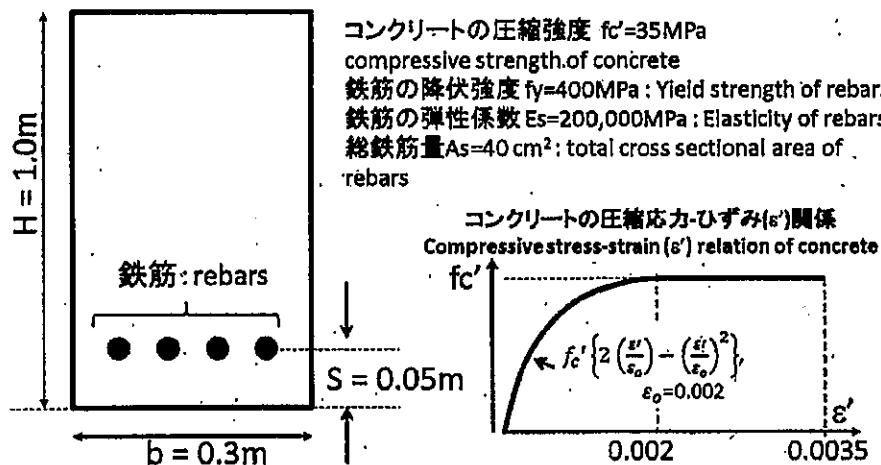 コンクリートの圧縮強度 fc'=35MPa
compressive strength of concrete
鉄筋の降伏強度 fy=400MPa : Yield strength of rebar.
鉄筋の弾性係数 Es=200,000MPa : Elasticity of rebars
総鉄筋量As=40 cm² : total cross sectional area of
rebars
H = 1.0m
鉄筋 : rebars
S = 0.05m
b = 0.3m
コンクリートの圧縮応力-ひずみ(ε')関係
Compressive stress-strain (ε') relation of concrete
fc'
fc'{2(ε'/ε₀) − (ε'/ε₀)²},
ε₀=0.002
ε'
0.002
0.0035